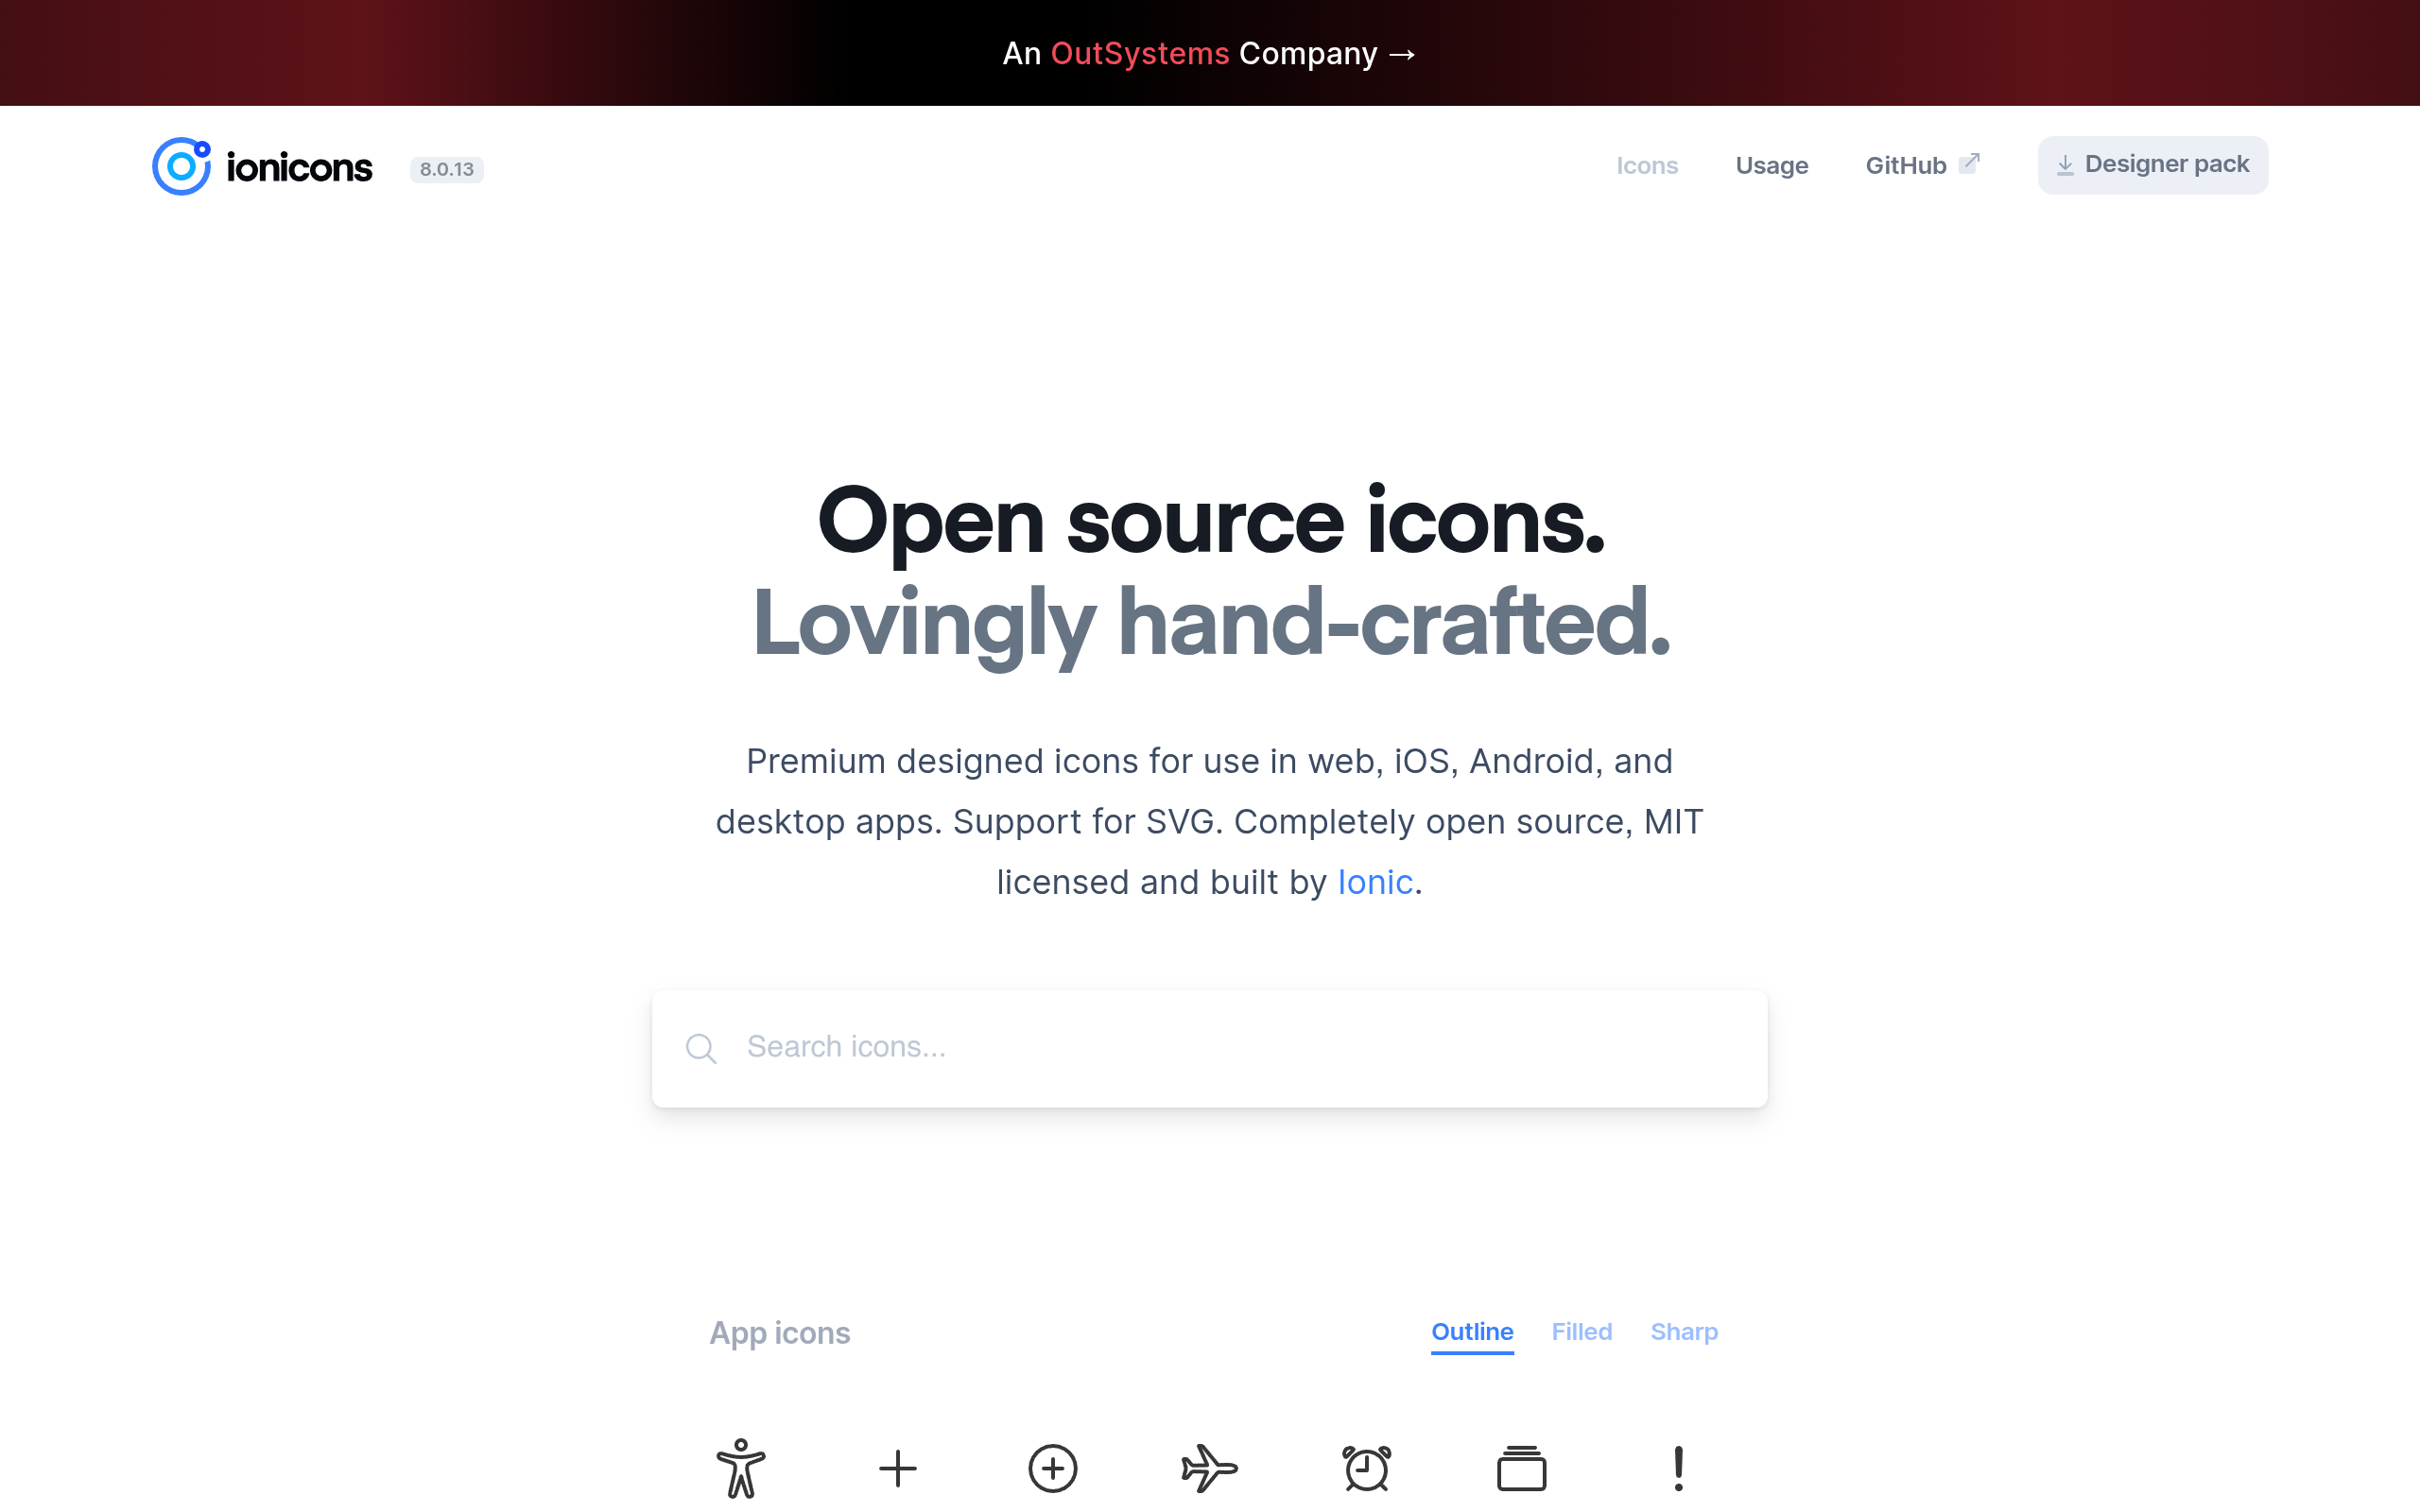 An OutSystems Company →
ionicons 8.0.13
Icons Usage GitHub Designer pack
Open source icons.
Lovingly hand-crafted.
Premium designed icons for use in web, iOS, Android, and
desktop apps. Support for SVG. Completely open source, MIT
licensed and built by Ionic.
Search icons...
App icons
Outline Filled Sharp